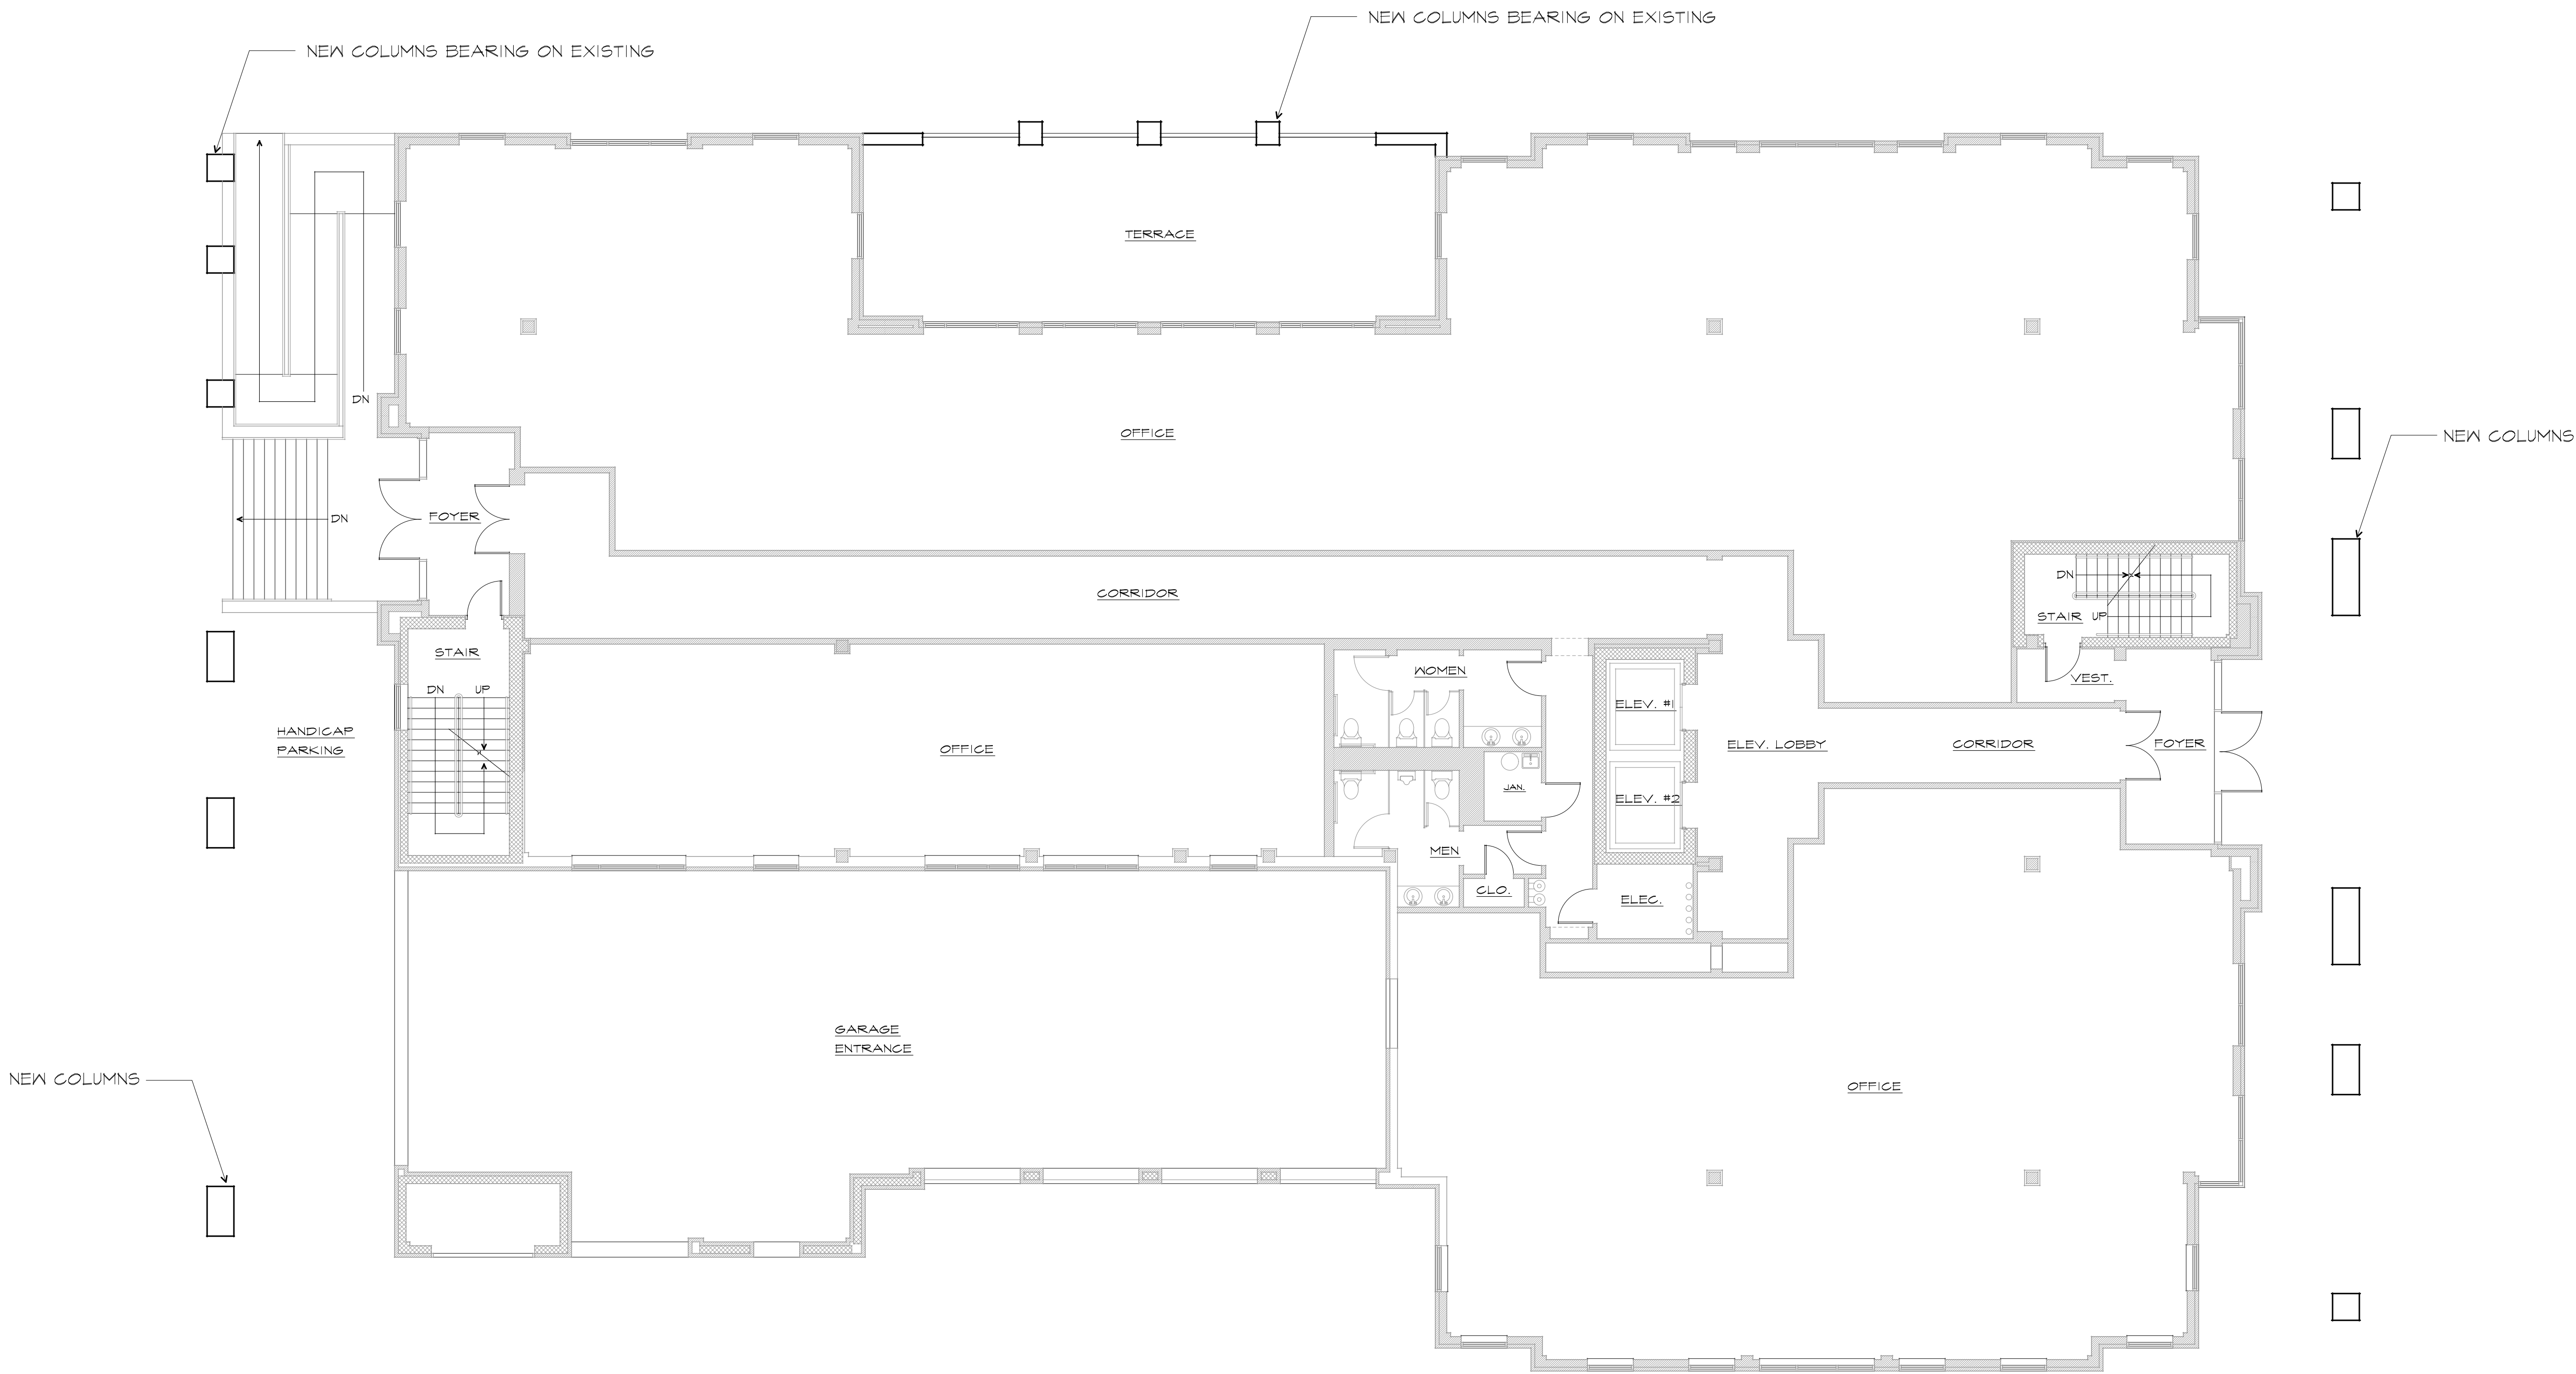 NEW COLUMNS BEARING ON EXISTING
NEW COLUMNS BEARING ON EXISTING
TERRACE
DN
OFFICE
NEW COLUMNS
DN
FOYER
CORRIDOR
DN
STAIR UP
STAIR
DN UP
WOMEN
VEST.
ELEV. #1
HANDICAP
PARKING
OFFICE
ELEV. LOBBY
CORRIDOR
FOYER
JAN.
ELEV. #2
MEN
CLO.
ELEC.
GARAGE
ENTRANCE
NEW COLUMNS
OFFICE